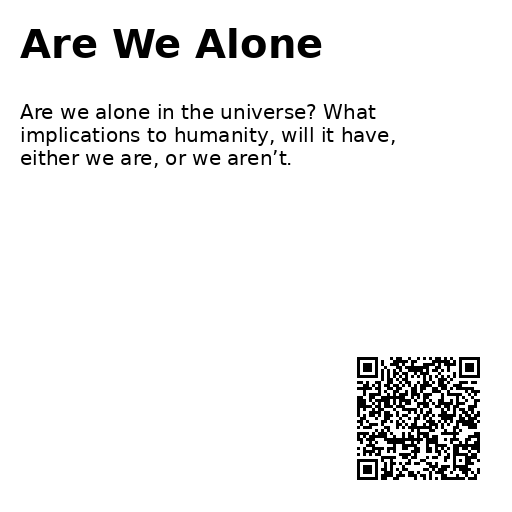 Are We Alone
Are we alone in the universe? What
implications to humanity, will it have,
either we are, or we aren’t.